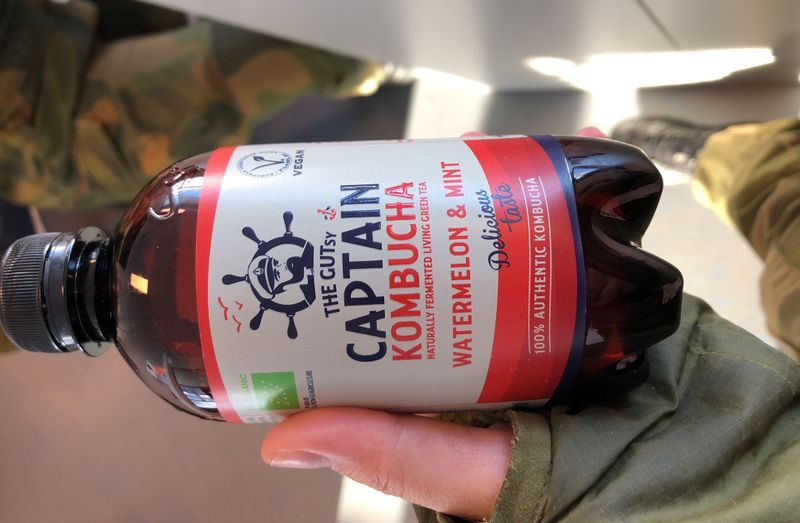 VEGAN
THE GUTSY
CAPTAIN
KOMBUCHA
NATURALLY FERMENTED LIVING GREEN TEA
WATERMELON & MINT
Delicious
taste
100% AUTHENTIC KOMBUCHA